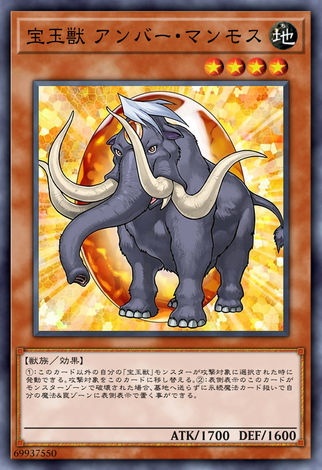 宝玉獣 アンバー・マンモス
地
【獣族／効果】
①：このカード以外の自分の「宝玉獣」モンスターが攻撃対象に選択された時に
発動できる。攻撃対象をこのカードに移し替える。②：表側表示のこのカードがモ
ンスターゾーンで破壊された場合、墓地へ送らずに永続魔法カード扱いで
自分の魔法&罠ゾーンに表側表示で置く事ができる。
ATK/1700 DEF/1600
69937550